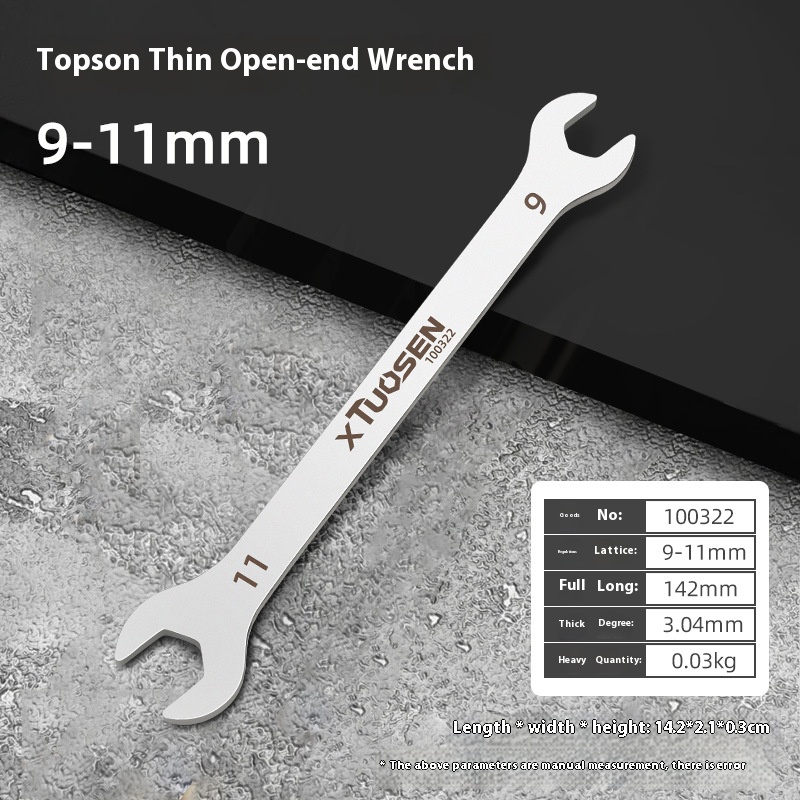 Topson Thin Open-end Wrench
9-11mm
9
XTUOSEN
100322
11
Goods No: 100322
Regulations Lattice: 9-11mm
Full Long: 142mm
Thick Degree: 3.04mm
Heavy Quantity: 0.03kg
Length * width * height: 14.2*2.1*0.3cm
* The above parameters are manual measurement, there is error